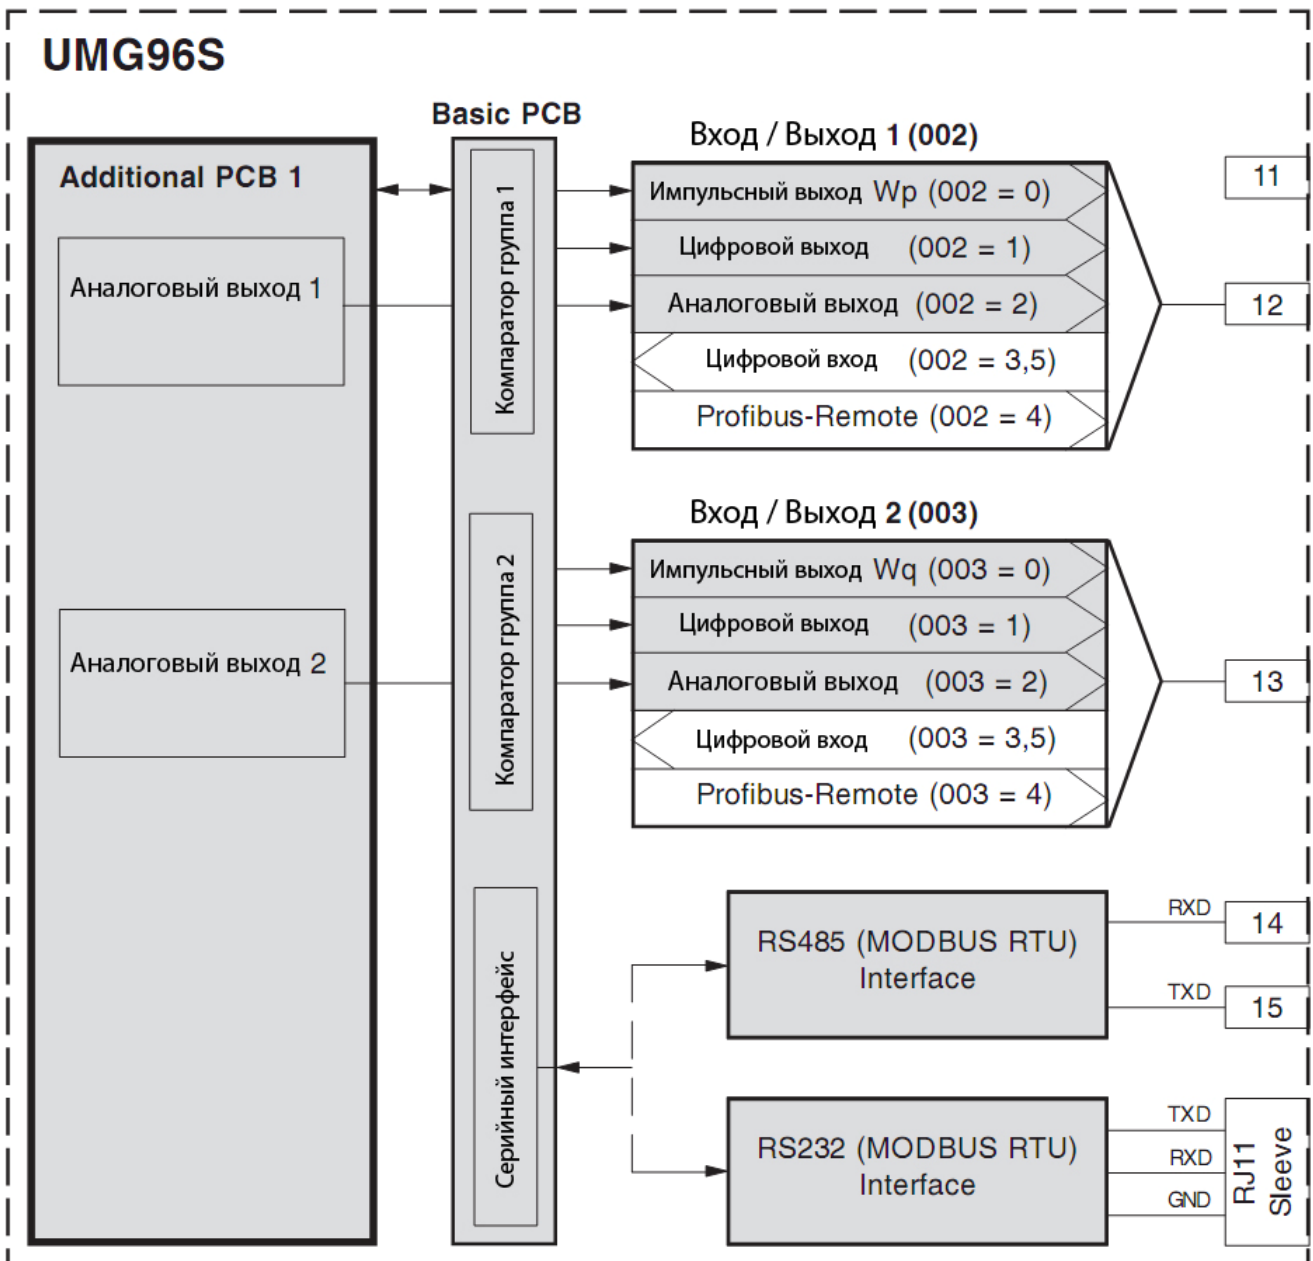 UMG96S
Basic PCB
Additional PCB 1
Аналоговый выход 1
Аналоговый выход 2
Компаратор группа 1
Компаратор группа 2
Серийный интерфейс
Вход / Выход 1 (002)
Импульсный выход Wp (002 = 0)
Цифровой выход (002 = 1)
Аналоговый выход (002 = 2)
Цифровой вход (002 = 3,5)
Profibus-Remote (002 = 4)
11
12
Вход / Выход 2 (003)
Импульсный выход Wq (003 = 0)
Цифровой выход (003 = 1)
Аналоговый выход (003 = 2)
Цифровой вход (003 = 3,5)
Profibus-Remote (003 = 4)
13
RS485 (MODBUS RTU)
Interface
RXD
14
TXD
15
RS232 (MODBUS RTU)
Interface
TXD
RXD
GND
RJ11
Sleeve